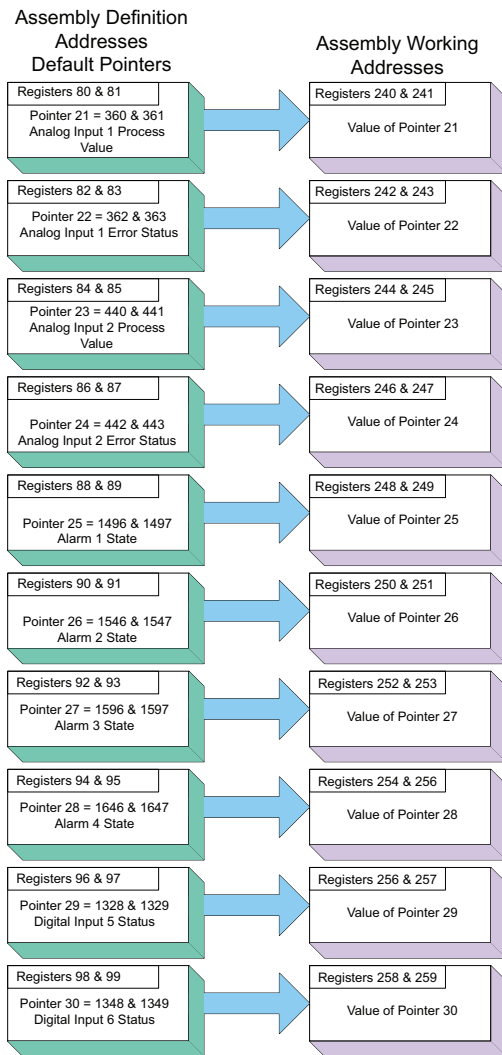 Assembly Definition
Addresses
Default Pointers
Assembly Working
Addresses
Registers 80 & 81
Pointer 21 = 360 & 361
Analog Input 1 Process
Value
Registers 240 & 241
Value of Pointer 21
Registers 82 & 83
Pointer 22 = 362 & 363
Analog Input 1 Error Status
Registers 242 & 243
Value of Pointer 22
Registers 84 & 85
Pointer 23 = 440 & 441
Analog Input 2 Process
Value
Registers 244 & 245
Value of Pointer 23
Registers 86 & 87
Pointer 24 = 442 & 443
Analog Input 2 Error Status
Registers 246 & 247
Value of Pointer 24
Registers 88 & 89
Pointer 25 = 1496 & 1497
Alarm 1 State
Registers 248 & 249
Value of Pointer 25
Registers 90 & 91
Pointer 26 = 1546 & 1547
Alarm 2 State
Registers 250 & 251
Value of Pointer 26
Registers 92 & 93
Pointer 27 = 1596 & 1597
Alarm 3 State
Registers 252 & 253
Value of Pointer 27
Registers 94 & 95
Pointer 28 = 1646 & 1647
Alarm 4 State
Registers 254 & 256
Value of Pointer 28
Registers 96 & 97
Pointer 29 = 1328 & 1329
Digital Input 5 Status
Registers 256 & 257
Value of Pointer 29
Registers 98 & 99
Pointer 30 = 1348 & 1349
Digital Input 6 Status
Registers 258 & 259
Value of Pointer 30